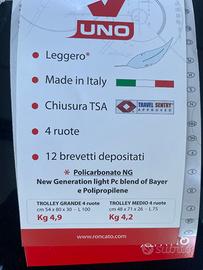 UNO
Leggero*
Made in Italy
Chiusura TSA
TRAVEL SENTRY
APPROVED
4 ruote
12 brevetti depositati
* Policarbonato NG
New Generation light Pc blend of Bayer
e Polipropilene
TROLLEY GRANDE 4 ruote
cm 54 x 80 x 30 - L 100
Kg 4,9
TROLLEY MEDIO 4 ruote
cm 48 x 71 x 26 - L 75
Kg 4,2
www.roncato.com
subito